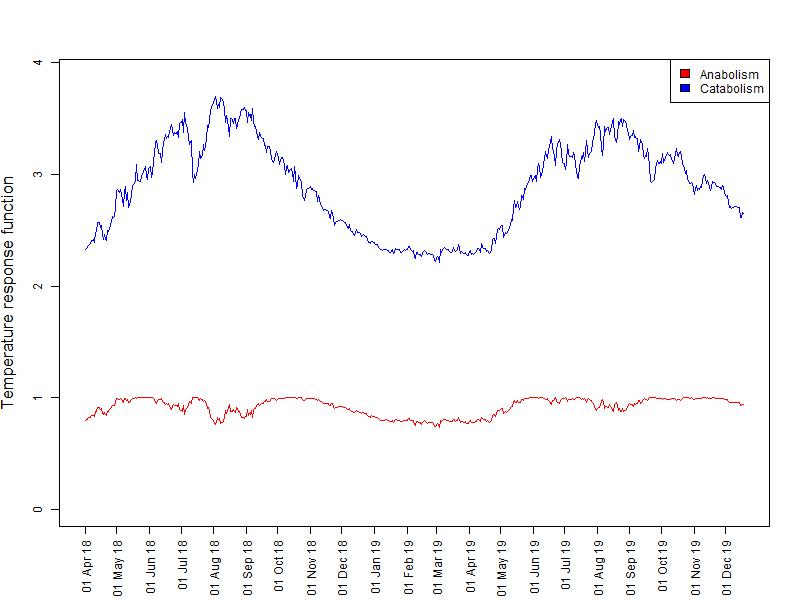 Anabolism
Catabolism
Temperature response function
4
3
2
1
0
01 Apr 18
01 May 18
01 Jun 18
01 Jul 18
01 Aug 18
01 Sep 18
01 Oct 18
01 Nov 18
01 Dec 18
01 Jan 19
01 Feb 19
01 Mar 19
01 Apr 19
01 May 19
01 Jun 19
01 Jul 19
01 Aug 19
01 Sep 19
01 Oct 19
01 Nov 19
01 Dec 19